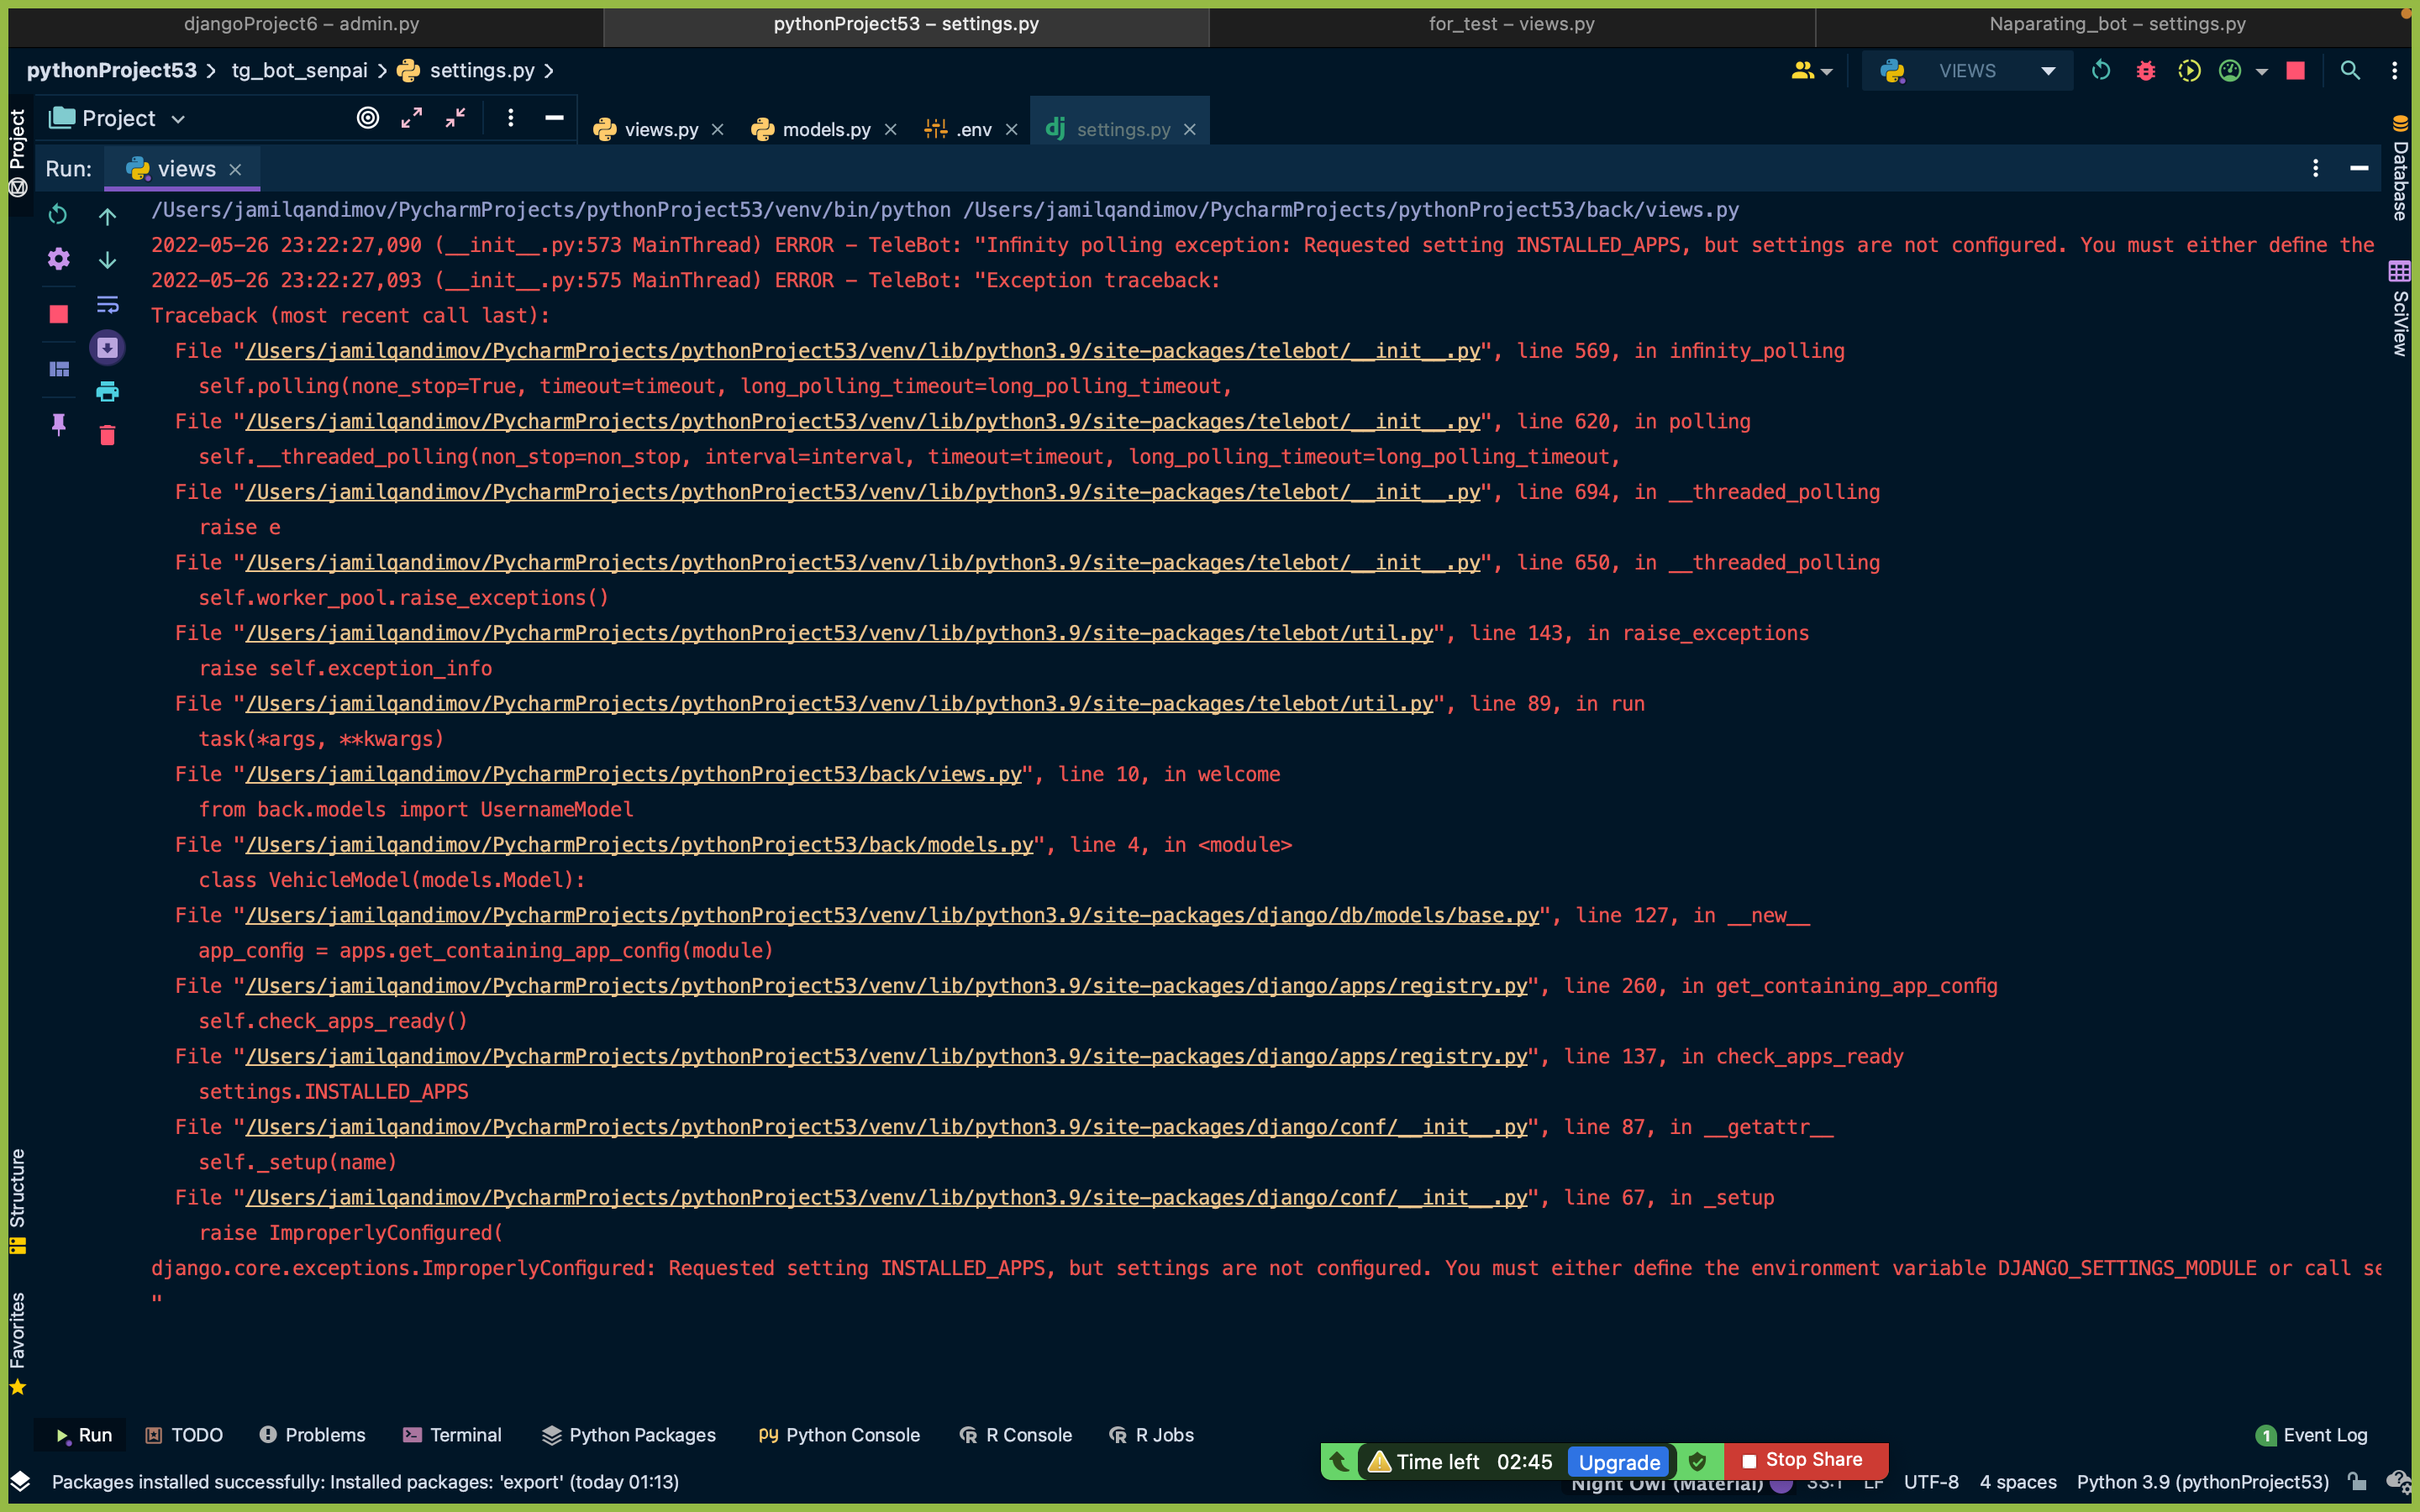 djangoProject6 – admin.py
pythonProject53 – settings.py
for_test – views.py
Naparating_bot – settings.py
pythonProject53 > tg_bot_senpai > settings.py >
VIEWS
Project
views.py
models.py
.env
settings.py
Run:
views
Project
Database
SciView
Structure
Favorites
/Users/jamilqandimov/PycharmProjects/pythonProject53/venv/bin/python /Users/jamilqandimov/PycharmProjects/pythonProject53/back/views.py
2022-05-26 23:22:27,090 (__init__.py:573 MainThread) ERROR - TeleBot: "Infinity polling exception: Requested setting INSTALLED_APPS, but settings are not configured. You must either define the
2022-05-26 23:22:27,093 (__init__.py:575 MainThread) ERROR - TeleBot: "Exception traceback:
Traceback (most recent call last):
File "/Users/jamilqandimov/PycharmProjects/pythonProject53/venv/lib/python3.9/site-packages/telebot/__init__.py", line 569, in infinity_polling
self.polling(none_stop=True, timeout=timeout, long_polling_timeout=long_polling_timeout,
File "/Users/jamilqandimov/PycharmProjects/pythonProject53/venv/lib/python3.9/site-packages/telebot/__init__.py", line 620, in polling
self.__threaded_polling(non_stop=non_stop, interval=interval, timeout=timeout, long_polling_timeout=long_polling_timeout,
File "/Users/jamilqandimov/PycharmProjects/pythonProject53/venv/lib/python3.9/site-packages/telebot/__init__.py", line 694, in __threaded_polling
raise e
File "/Users/jamilqandimov/PycharmProjects/pythonProject53/venv/lib/python3.9/site-packages/telebot/__init__.py", line 650, in __threaded_polling
self.worker_pool.raise_exceptions()
File "/Users/jamilqandimov/PycharmProjects/pythonProject53/venv/lib/python3.9/site-packages/telebot/util.py", line 143, in raise_exceptions
raise self.exception_info
File "/Users/jamilqandimov/PycharmProjects/pythonProject53/venv/lib/python3.9/site-packages/telebot/util.py", line 89, in run
task(*args, **kwargs)
File "/Users/jamilqandimov/PycharmProjects/pythonProject53/back/views.py", line 10, in welcome
from back.models import UsernameModel
File "/Users/jamilqandimov/PycharmProjects/pythonProject53/back/models.py", line 4, in <module>
class VehicleModel(models.Model):
File "/Users/jamilqandimov/PycharmProjects/pythonProject53/venv/lib/python3.9/site-packages/django/db/models/base.py", line 127, in __new__
app_config = apps.get_containing_app_config(module)
File "/Users/jamilqandimov/PycharmProjects/pythonProject53/venv/lib/python3.9/site-packages/django/apps/registry.py", line 260, in get_containing_app_config
self.check_apps_ready()
File "/Users/jamilqandimov/PycharmProjects/pythonProject53/venv/lib/python3.9/site-packages/django/apps/registry.py", line 137, in check_apps_ready
settings.INSTALLED_APPS
File "/Users/jamilqandimov/PycharmProjects/pythonProject53/venv/lib/python3.9/site-packages/django/conf/__init__.py", line 87, in __getattr__
self._setup(name)
File "/Users/jamilqandimov/PycharmProjects/pythonProject53/venv/lib/python3.9/site-packages/django/conf/__init__.py", line 67, in _setup
raise ImproperlyConfigured(
django.core.exceptions.ImproperlyConfigured: Requested setting INSTALLED_APPS, but settings are not configured. You must either define the environment variable DJANGO_SETTINGS_MODULE or call se
"
Run
TODO
Problems
Terminal
Python Packages
Python Console
R Console
R Jobs
1 Event Log
Time left 02:45 Upgrade Stop Share
Packages installed successfully: Installed packages: 'export' (today 01:13)
Night Owl (Material) 33:1 LF UTF-8 4 spaces Python 3.9 (pythonProject53)